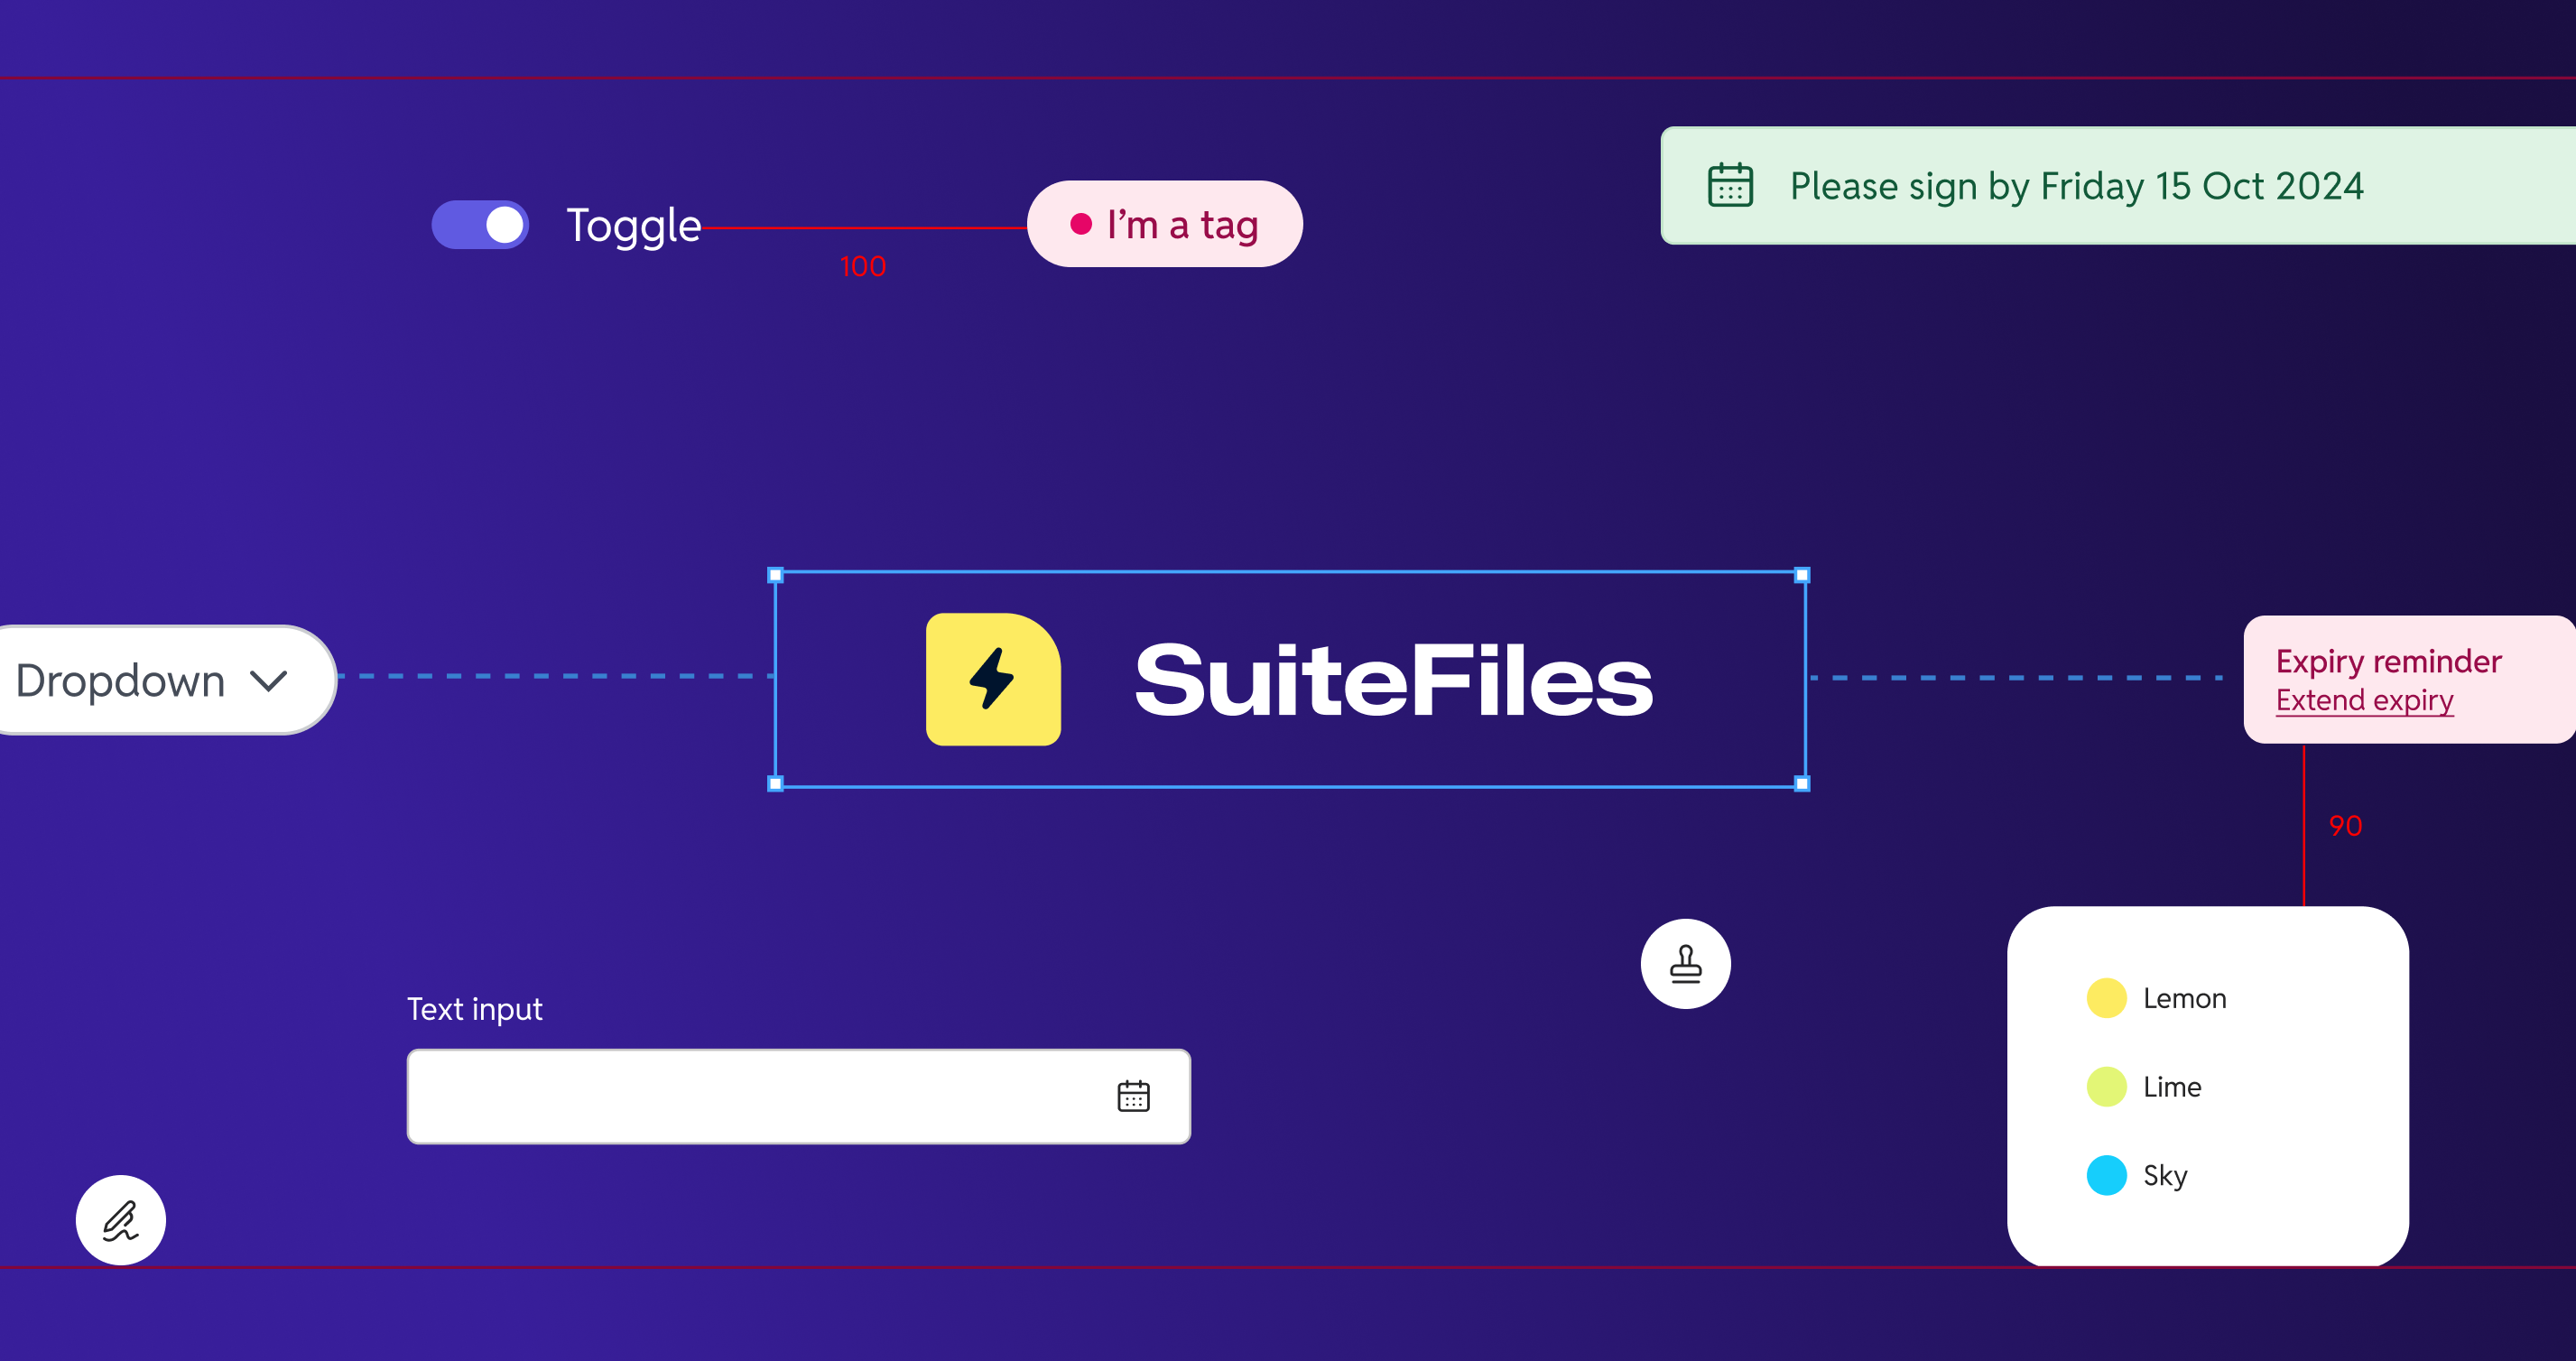 Please sign by Friday 15 Oct 2024
Toggle
I’m a tag
100
SuiteFiles
Dropdown
Expiry reminder
Extend expiry
90
Lemon
Text input
Lime
Sky